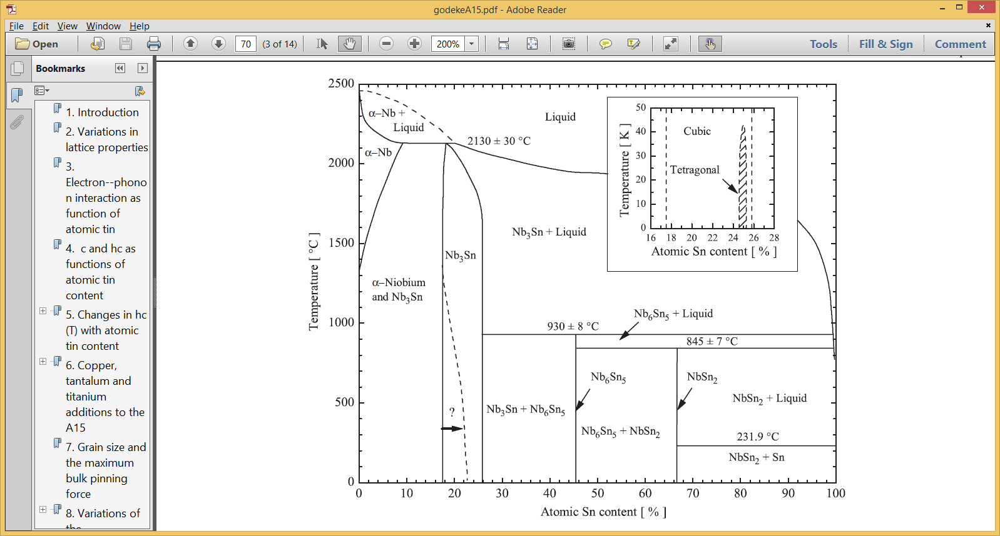 godekeA15.pdf - Adobe Reader
File Edit View Window Help
Open 70 (3 of 14) 200% Tools Fill & Sign Comment
Bookmarks
1. Introduction
2. Variations in
lattice properties
3.
Electron--phono
n interaction as
function of
atomic tin
4. c and hc as
functions of
atomic tin
content
5. Changes in hc
(T) with atomic
tin content
6. Copper,
tantalum and
titanium
additions to the
A15
7. Grain size and
the maximum
bulk pinning
force
8. Variations of
the
2500
2000
1500
1000
500
0
Temperature [ °C ]
0 10 20 30 40 50 60 70 80 90 100
Atomic Sn content [ % ]
α–Nb +
Liquid
α–Nb
Liquid
2130 ± 30 °C
Nb₃Sn + Liquid
Nb₃Sn
α–Niobium
and Nb₃Sn
?
Nb₆Sn₅ + Liquid
930 ± 8 °C
845 ± 7 °C
Nb₆Sn₅
NbSn₂
NbSn₂ + Liquid
Nb₃Sn + Nb₆Sn₅
Nb₆Sn₅ + NbSn₂
231.9 °C
NbSn₂ + Sn
50
40
30
20
10
0
Temperature [ K ]
Cubic
Tetragonal
16 18 20 22 24 26 28
Atomic Sn content [ % ]